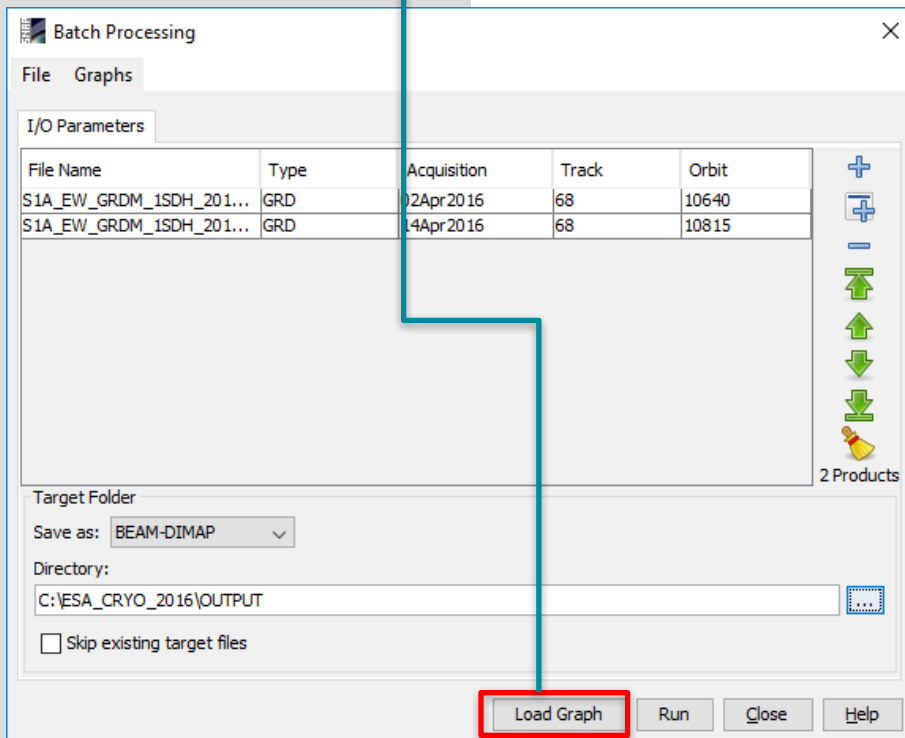 Batch Processing
File Graphs
I/O Parameters
File Name Type Acquisition Track Orbit
S1A_EW_GRDM_1SDH_201... GRD 02Apr2016 68 10640
S1A_EW_GRDM_1SDH_201... GRD 14Apr2016 68 10815
2 Products
Target Folder
Save as: BEAM-DIMAP
Directory:
C:\ESA_CRYO_2016\OUTPUT
...
Skip existing target files
Load Graph Run Close Help